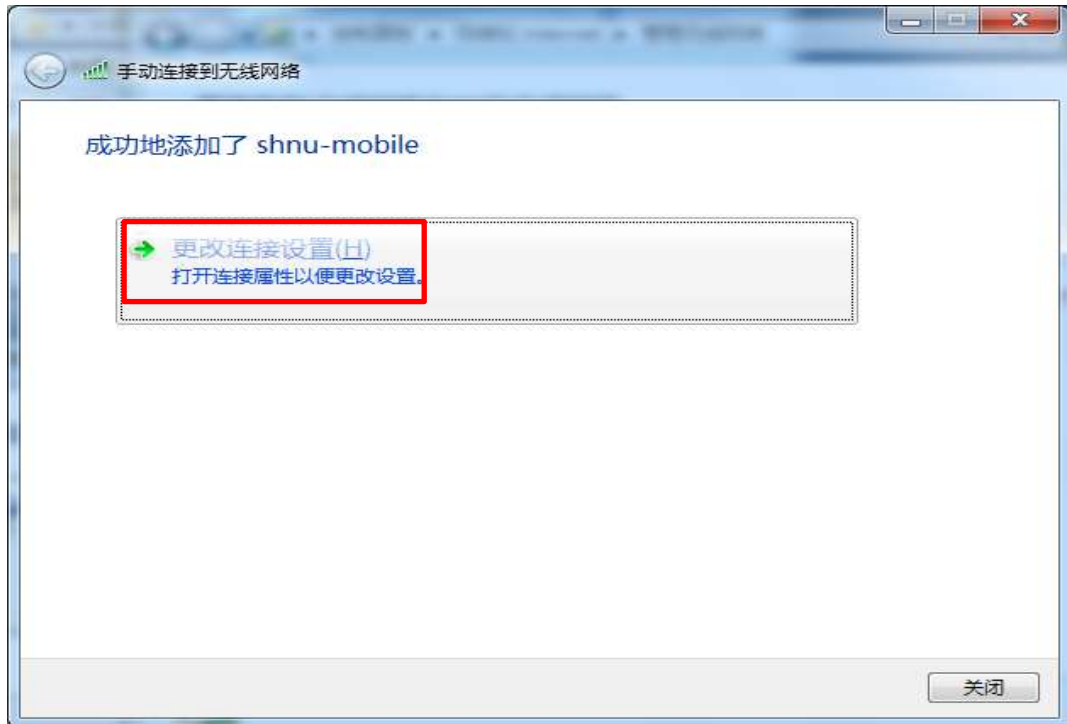 手动连接到无线网络
成功地添加了 shnu-mobile
更改连接设置(H)
打开连接属性以便更改设置。
关闭